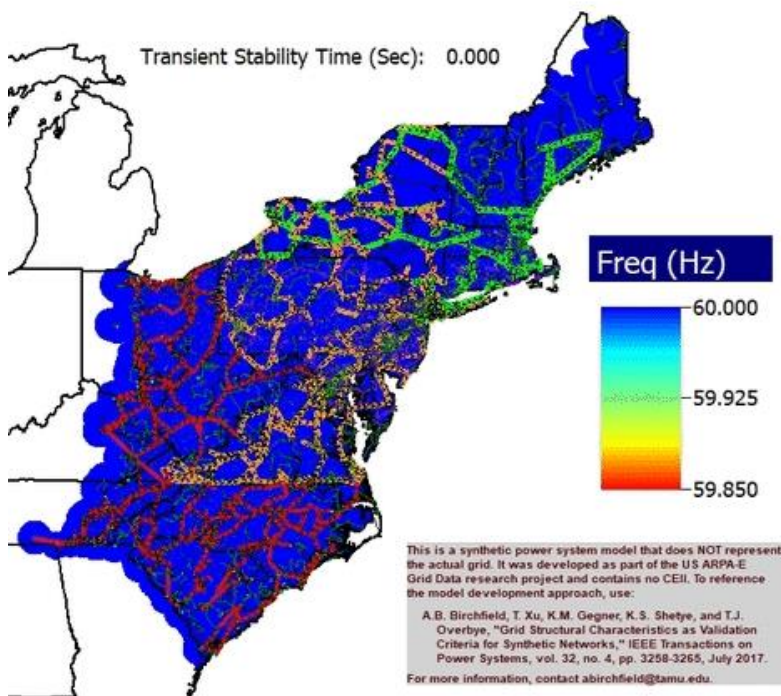 Transient Stability Time (Sec): 0.000
Freq (Hz)
60.000
59.925
59.850
This is a synthetic power system model that does NOT represent
the actual grid. It was developed as part of the US ARPA-E
Grid Data research project and contains no CEII. To reference
the model development approach, use:
A.B. Birchfield, T. Xu, K.M. Gegner, K.S. Shetye, and T.J.
Overbye, "Grid Structural Characteristics as Validation
Criteria for Synthetic Networks," IEEE Transactions on
Power Systems, vol. 32, no. 4, pp. 3258-3265, July 2017.
For more information, contact abirchfield@tamu.edu.